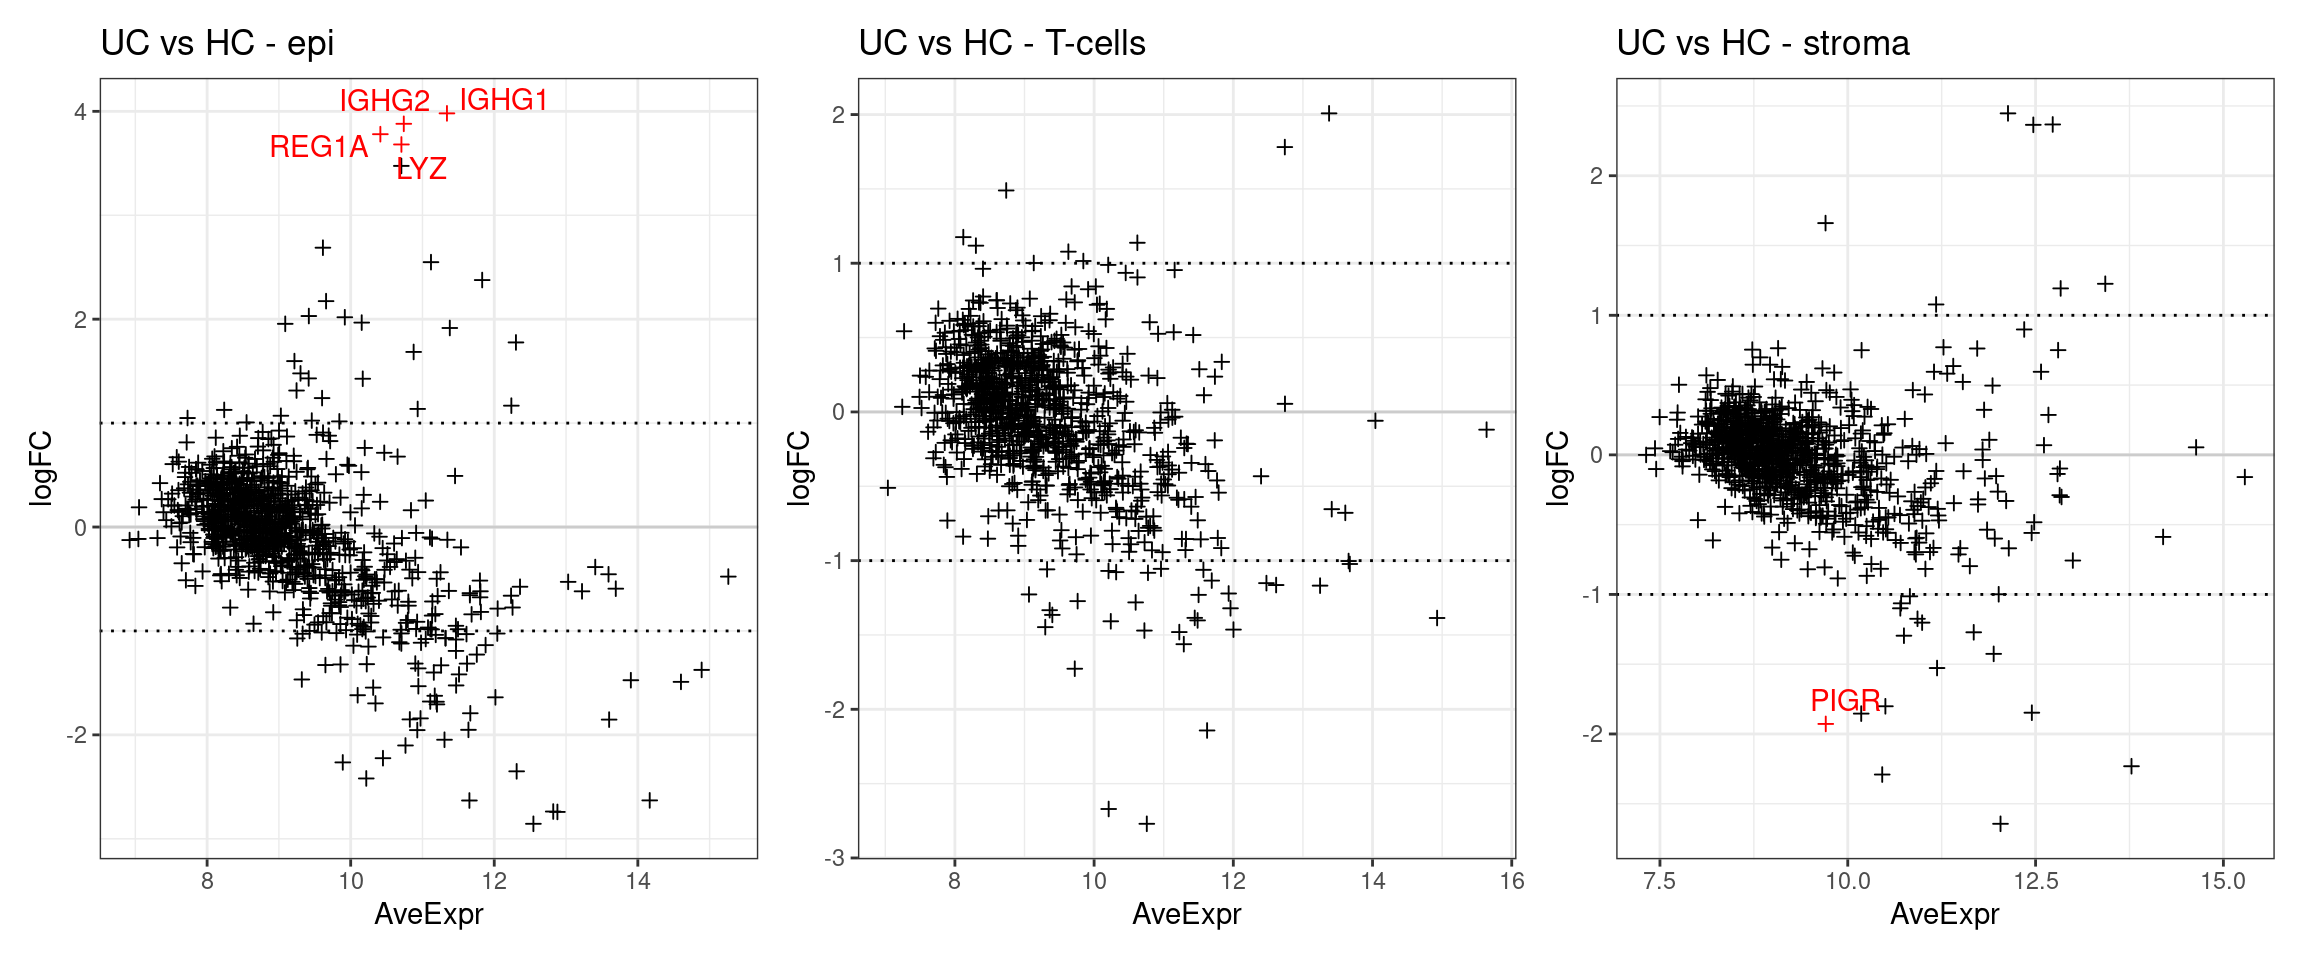 UC vs HC - epi
UC vs HC - T-cells
UC vs HC - stroma
IGHG2
IGHG1
REG1A
LYZ
4
2
0
-2
logFC
8
10
12
14
AveExpr
2
1
0
-1
-2
-3
logFC
8
10
12
14
16
AveExpr
PIGR
2
1
0
-1
-2
logFC
7.5
10.0
12.5
15.0
AveExpr